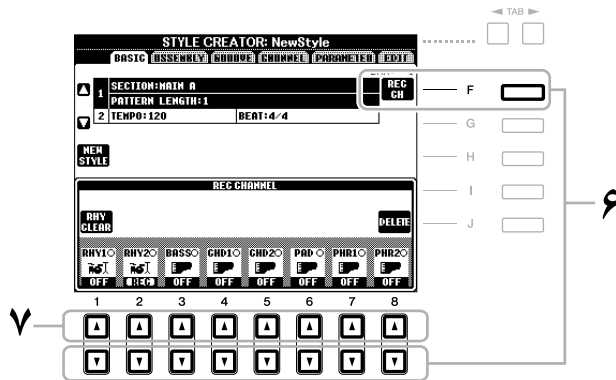 ◄ TAB ►
STYLE CREATOR: NewStyle
BASIC ASSEMBLY GROOVE CHANNEL PARAMETER EDIT
1 SECTION:MAIN A
PATTERN LENGTH:1
REC CH
F
2 TEMPO:120 BEAT:4/4
G
NEW STYLE
H
REC CHANNEL
I
۶
RHY CLEAR
DELETE
J
RHY1 RHY2 BASS CHD1 CHD2 PAD PHR1 PHR2
OFF REC OFF OFF OFF OFF OFF OFF
1 2 3 4 5 6 7 8
۷